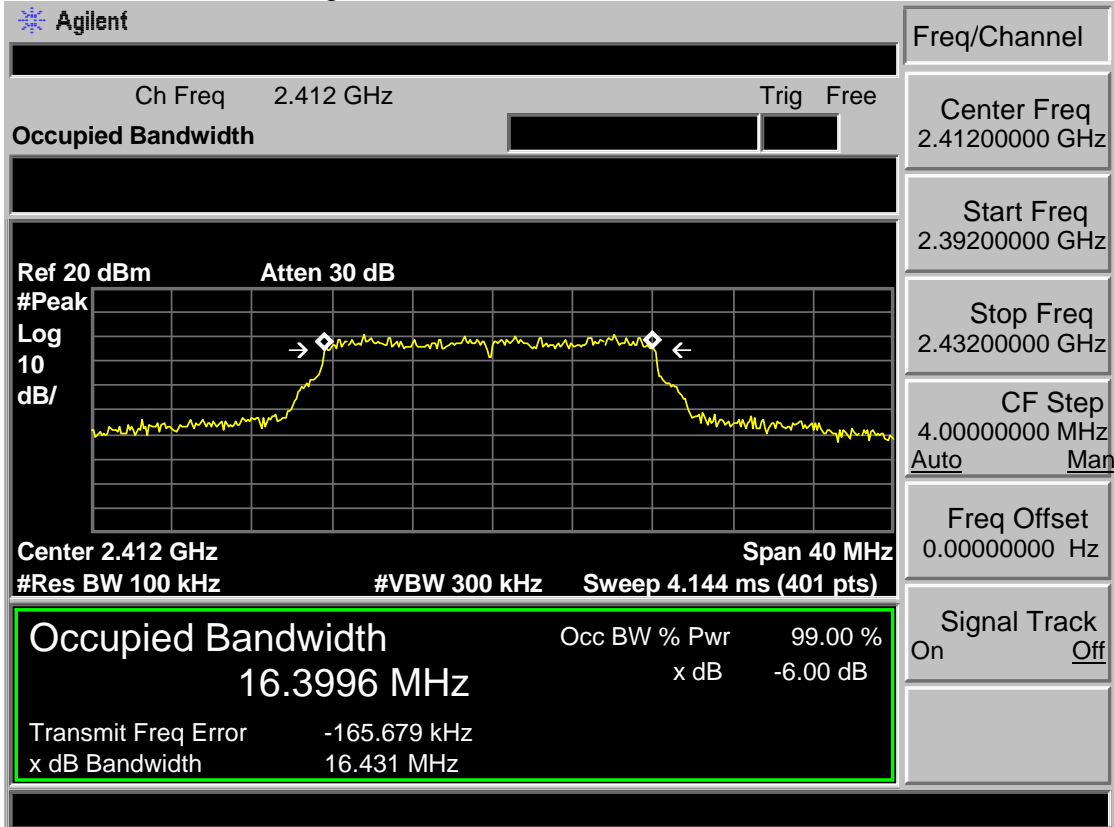 Agilent
Freq/Channel
Ch Freq 2.412 GHz Trig Free
Occupied Bandwidth
Center Freq
2.41200000 GHz
Start Freq
2.39200000 GHz
Stop Freq
2.43200000 GHz
CF Step
4.00000000 MHz
Auto Man
Freq Offset
0.00000000 Hz
Signal Track
On Off
Ref 20 dBm Atten 30 dB
#Peak
Log
10
dB/
Center 2.412 GHz Span 40 MHz
#Res BW 100 kHz #VBW 300 kHz Sweep 4.144 ms (401 pts)
Occupied Bandwidth Occ BW % Pwr 99.00 %
16.3996 MHz x dB -6.00 dB
Transmit Freq Error -165.679 kHz
x dB Bandwidth 16.431 MHz